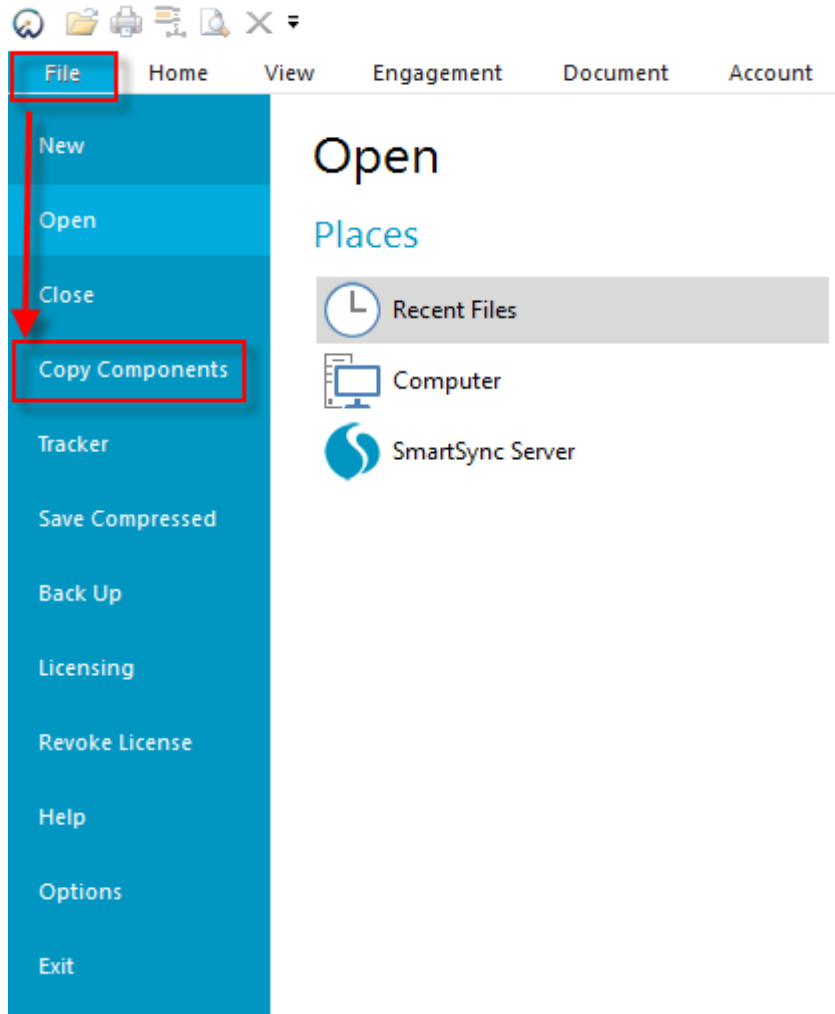 File Home View Engagement Document Account
New
Open
Close
Copy Components
Tracker
Save Compressed
Back Up
Licensing
Revoke License
Help
Options
Exit
Open
Places
Recent Files
Computer
SmartSync Server